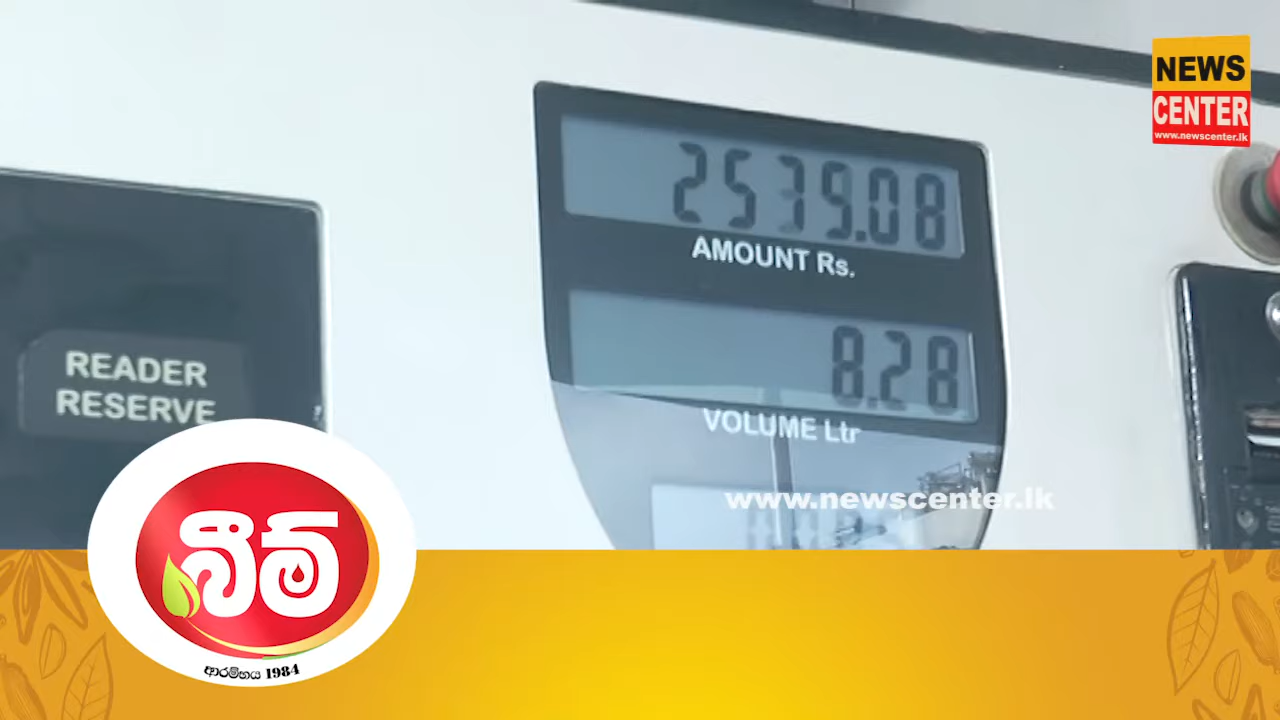 NEWS
CENTER
www.newscenter.lk
2539.08
AMOUNT Rs.
8.28
VOLUME Ltr
READER
RESERVE
www.newscenter.lk
බීම්
ආරම්භය 1984